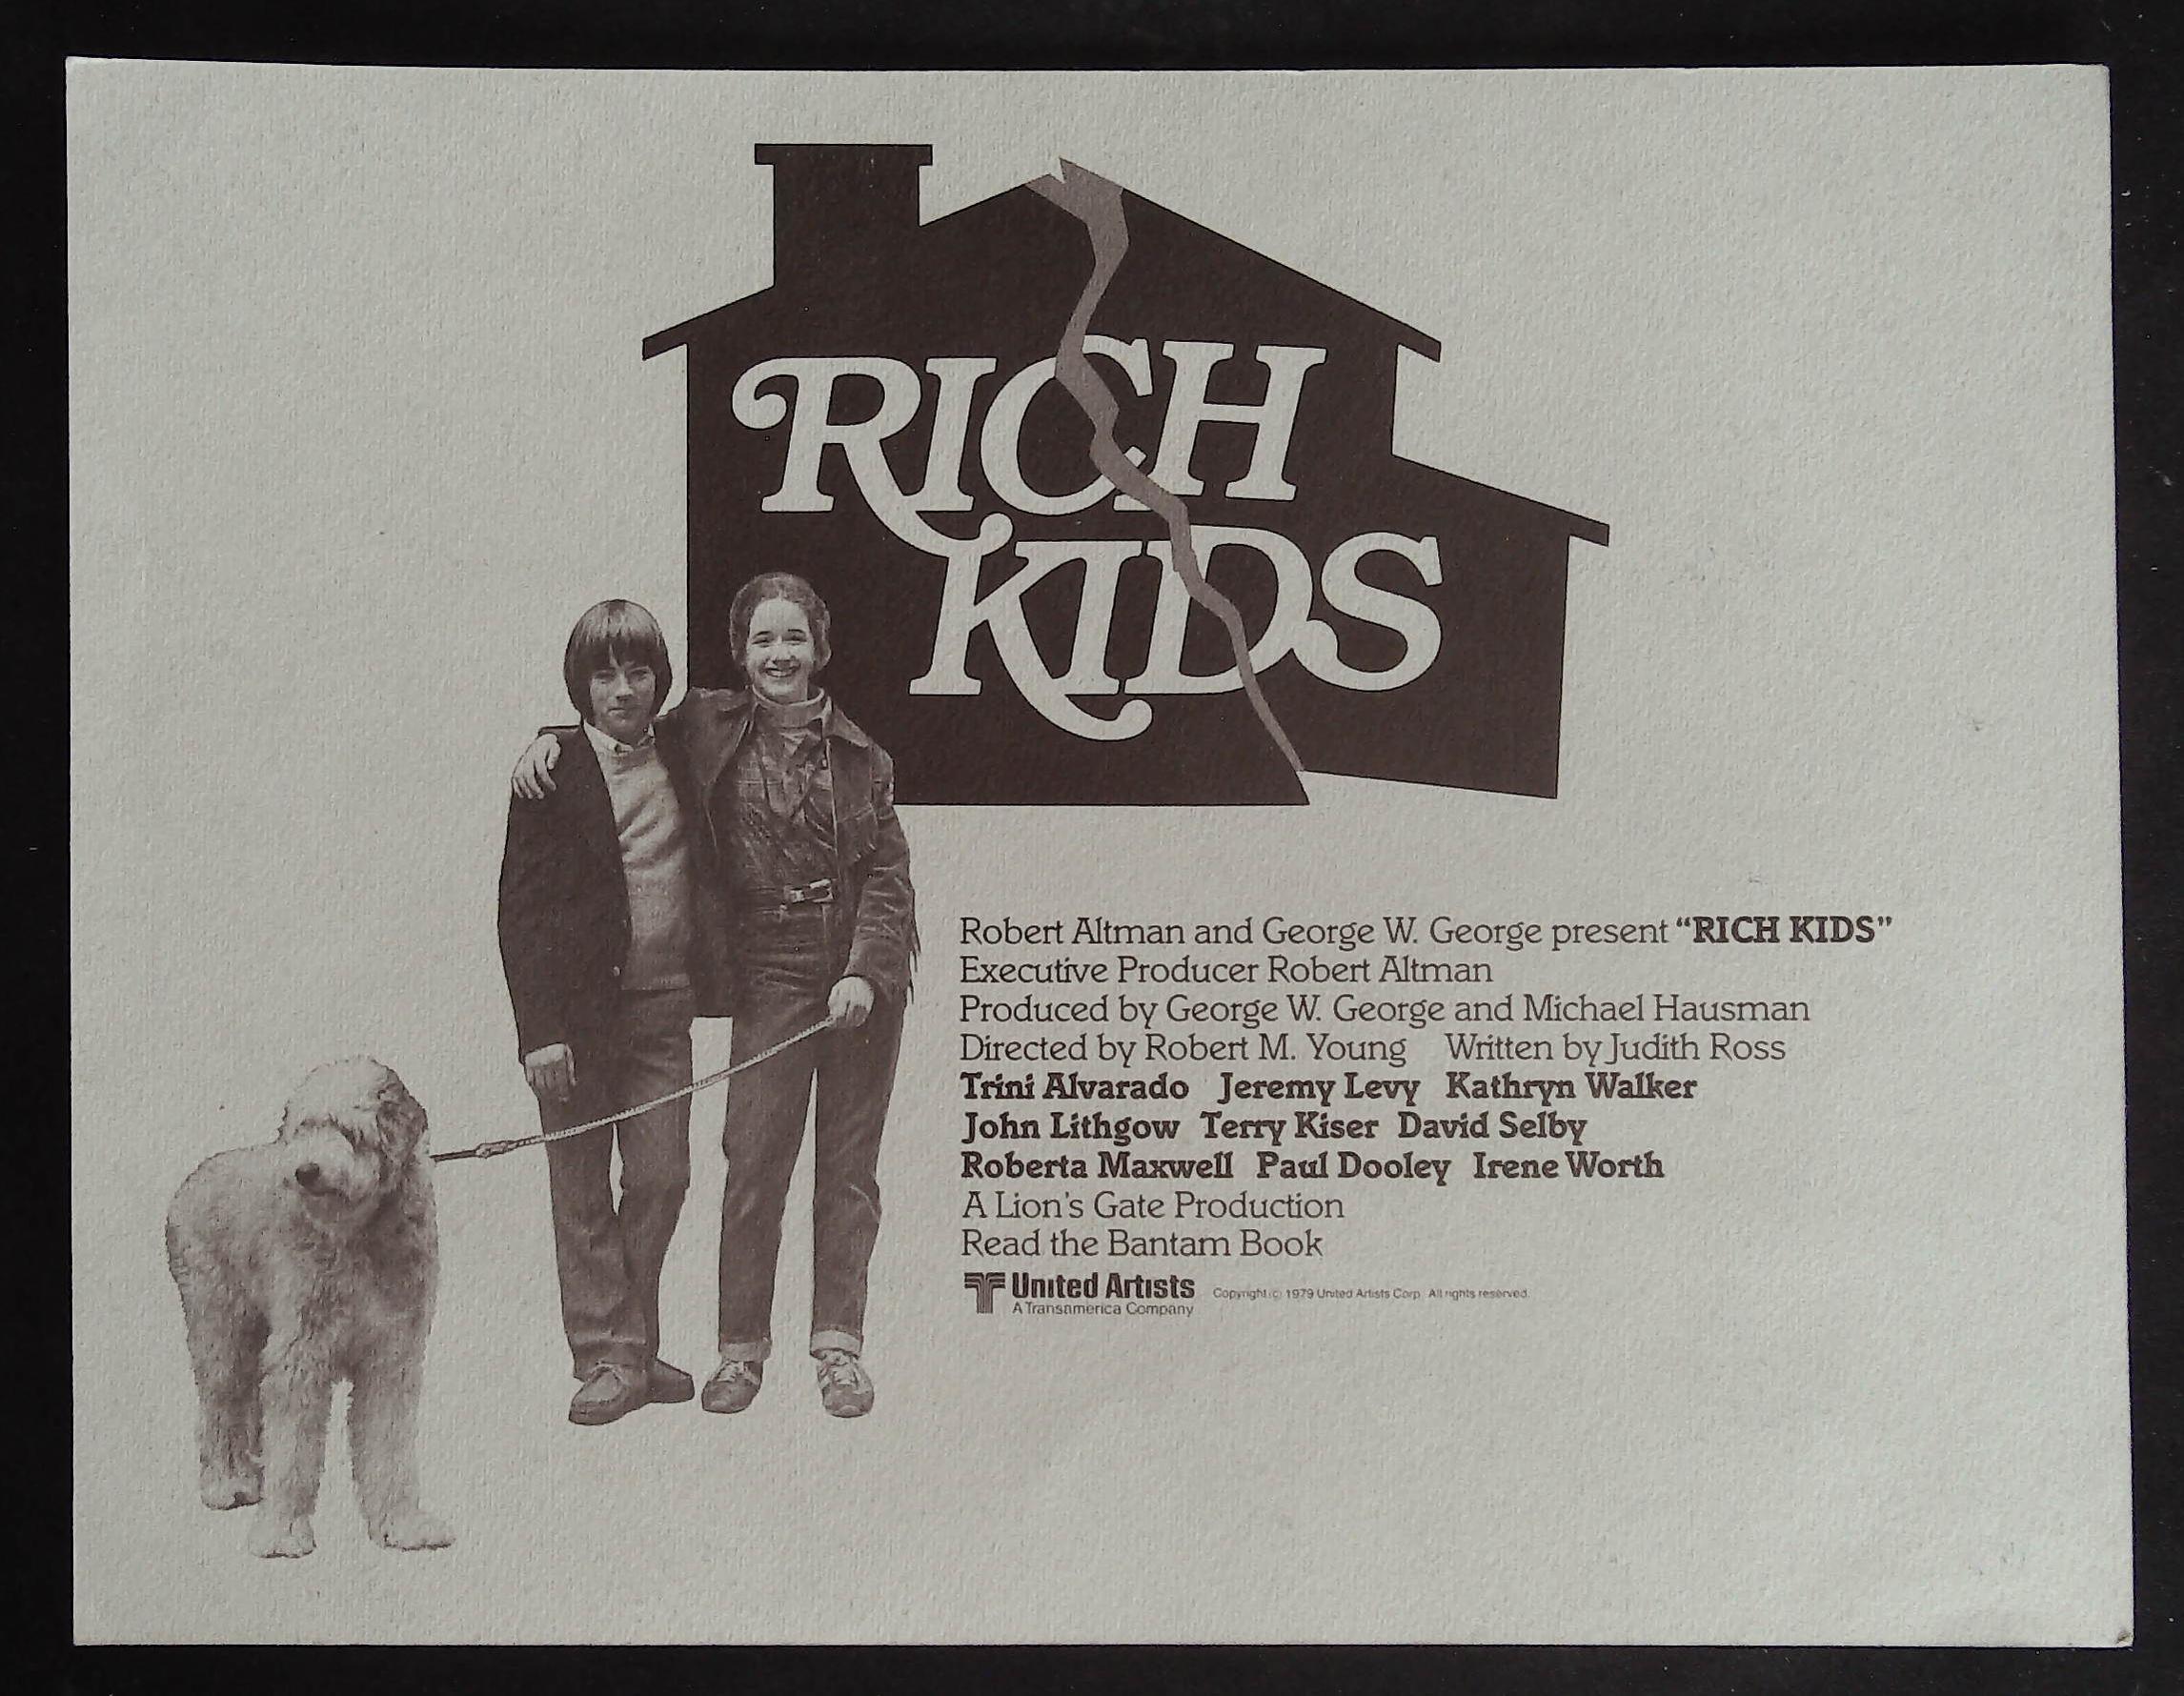 RICH
KIDS
Robert Altman and George W. George present “RICH KIDS”
Executive Producer Robert Altman
Produced by George W. George and Michael Hausman
Directed by Robert M. Young Written by Judith Ross
Trini Alvarado Jeremy Levy Kathryn Walker
John Lithgow Terry Kiser David Selby
Roberta Maxwell Paul Dooley Irene Worth
A Lion's Gate Production
Read the Bantam Book
United Artists
A Transamerica Company
Copyright © 1979 United Artists Corp. All rights reserved.